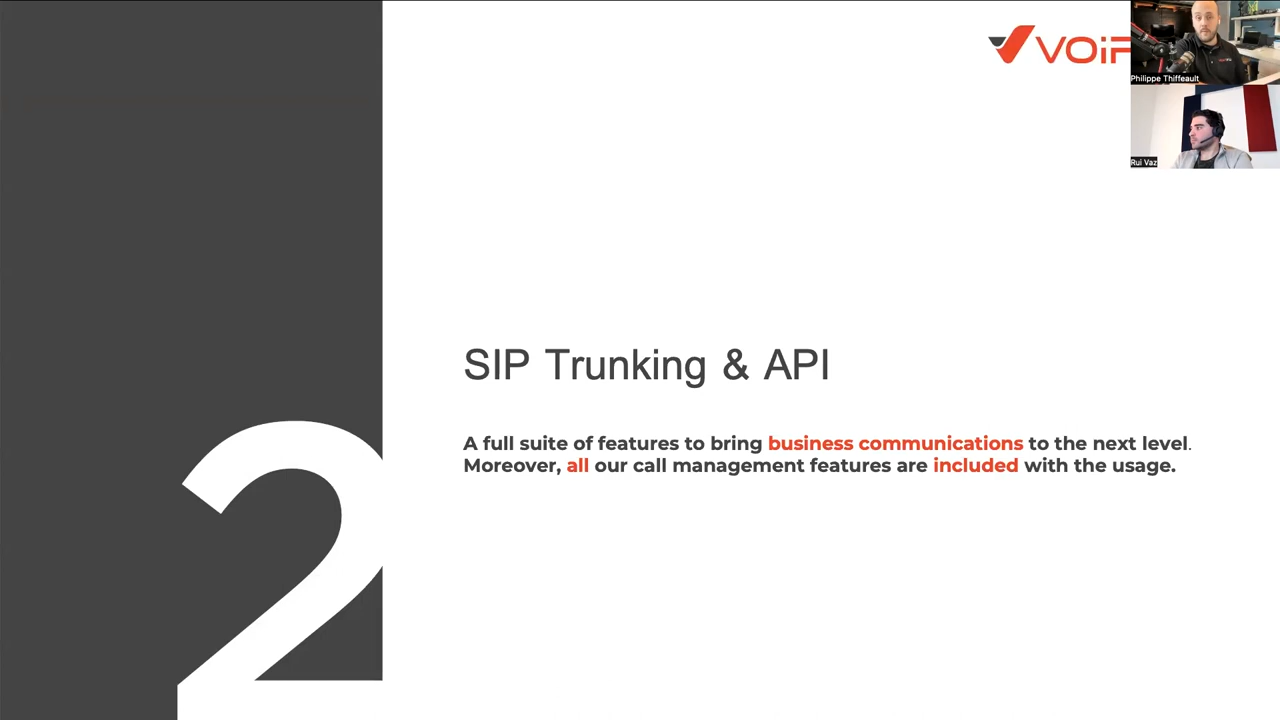 VOiP
Philippe Thiffeault
Rui Vaz
SIP Trunking & API
A full suite of features to bring business communications to the next level.
Moreover, all our call management features are included with the usage.
2